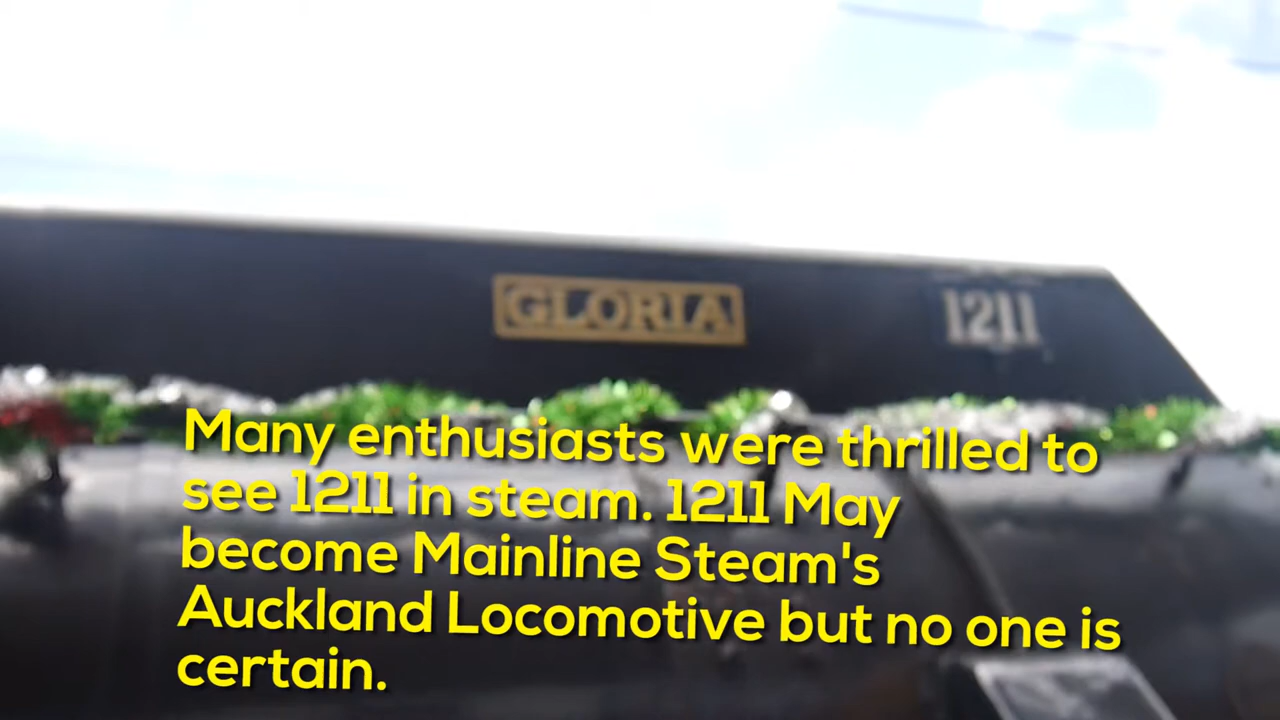 GLORIA
1211
Many enthusiasts were thrilled to
see 1211 in steam. 1211 May
become Mainline Steam's
Auckland Locomotive but no one is
certain.